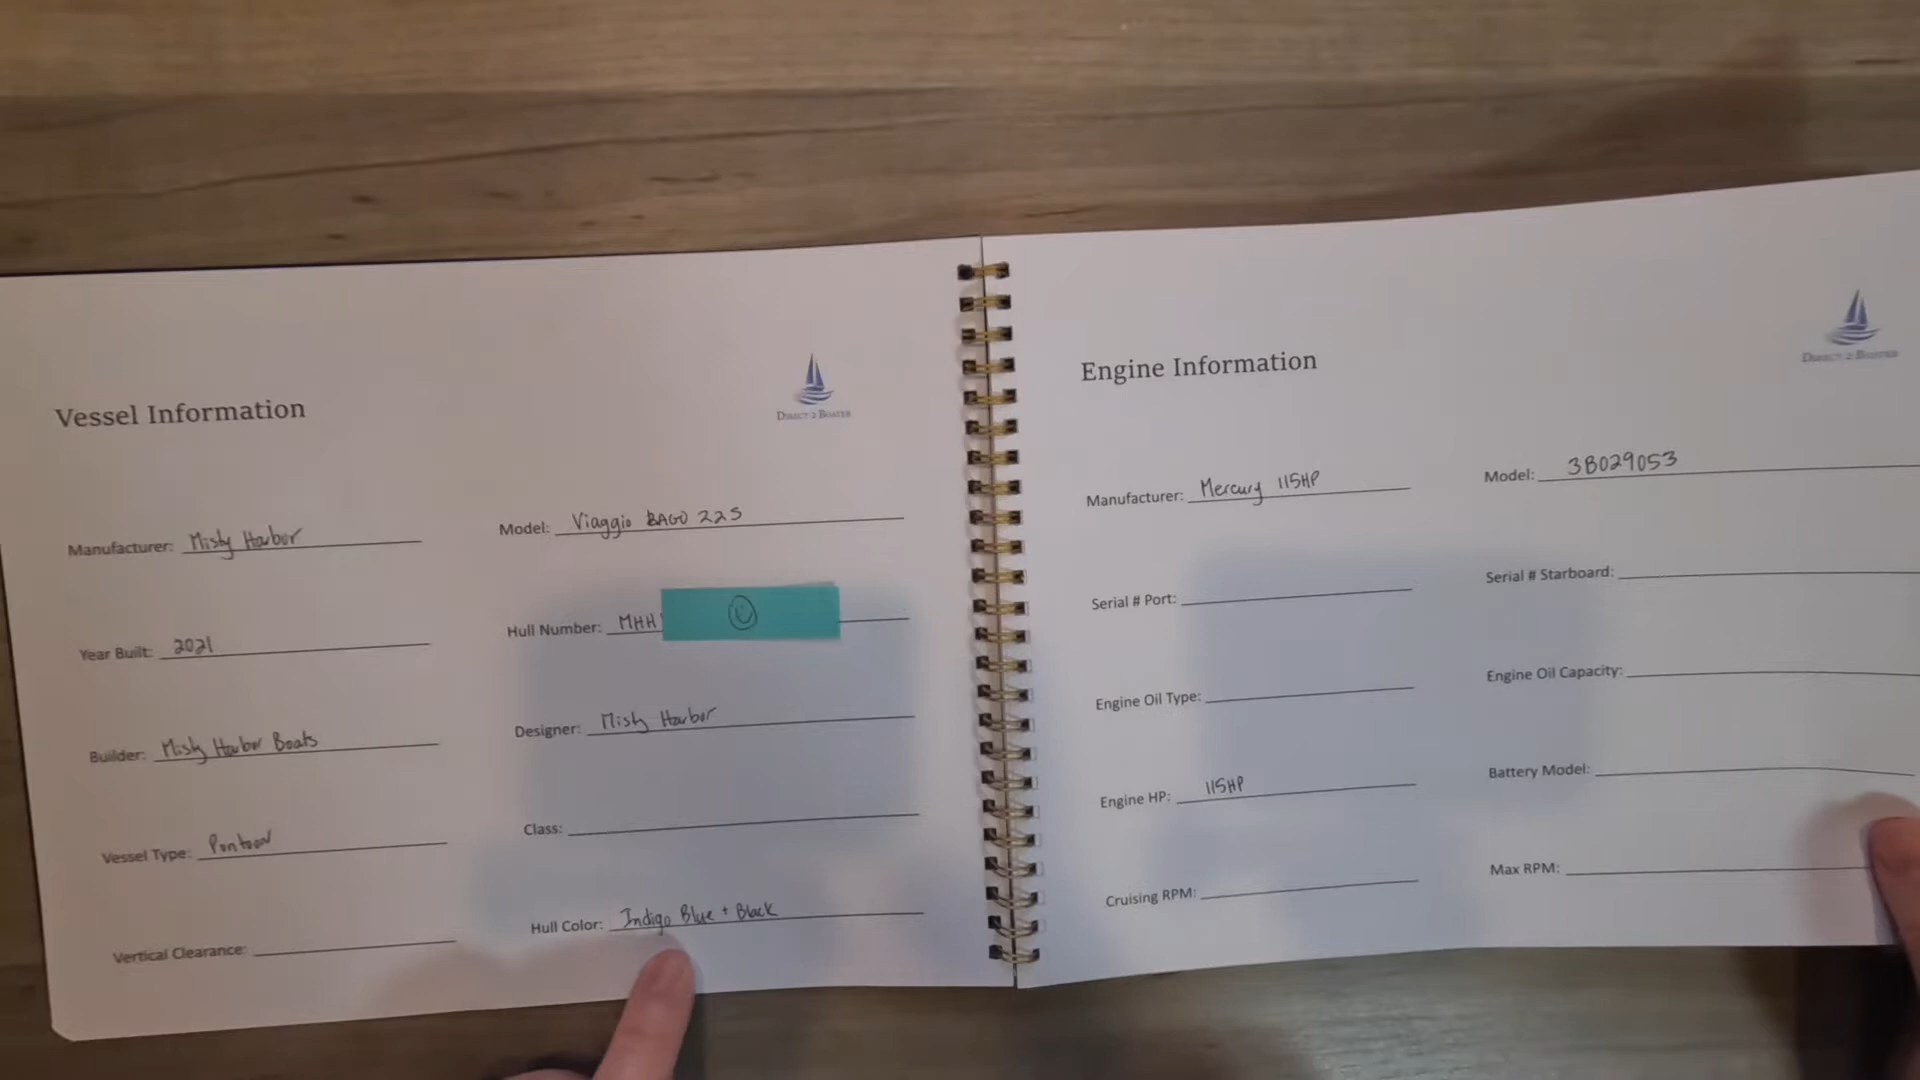 Vessel Information
DIRECT 2 BOATER
Manufacturer: Misty Harbor
Model: Viaggio BAGO 22S
Year Built: 2021
Hull Number: MHH
Builder: Misty Harbor Boats
Designer: Misty Harbor
Vessel Type: Pontoon
Class:
Vertical Clearance:
Hull Color: Indigo Blue + Black
Engine Information
DIRECT 2 BOATER
Manufacturer: Mercury 115HP
Model: 3B029053
Serial # Port:
Serial # Starboard:
Engine Oil Type:
Engine Oil Capacity:
Engine HP: 115HP
Battery Model:
Cruising RPM:
Max RPM: